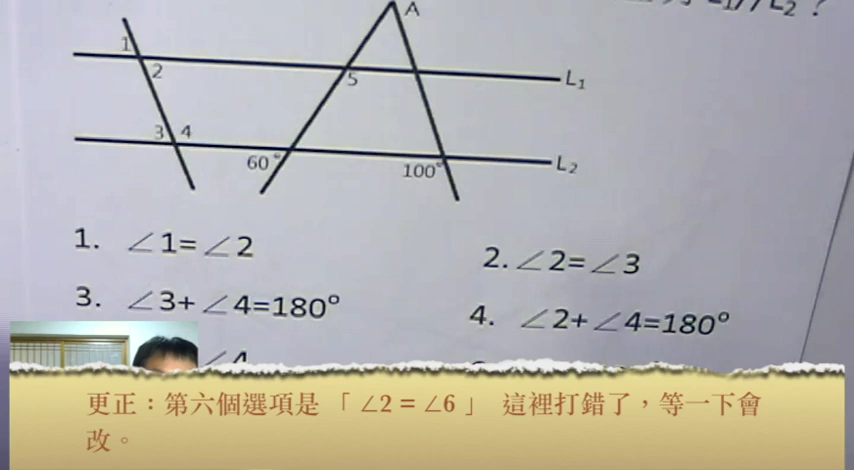 L₁//L₂?
A
1
2
5
L₁
3 4
60°
100°
L₂
1. ∠1=∠2
2. ∠2=∠3
3. ∠3+∠4=180°
4. ∠2+∠4=180°
更正：第六個選項是「 ∠2 = ∠6 」 這裡打錯了，等一下會
改。